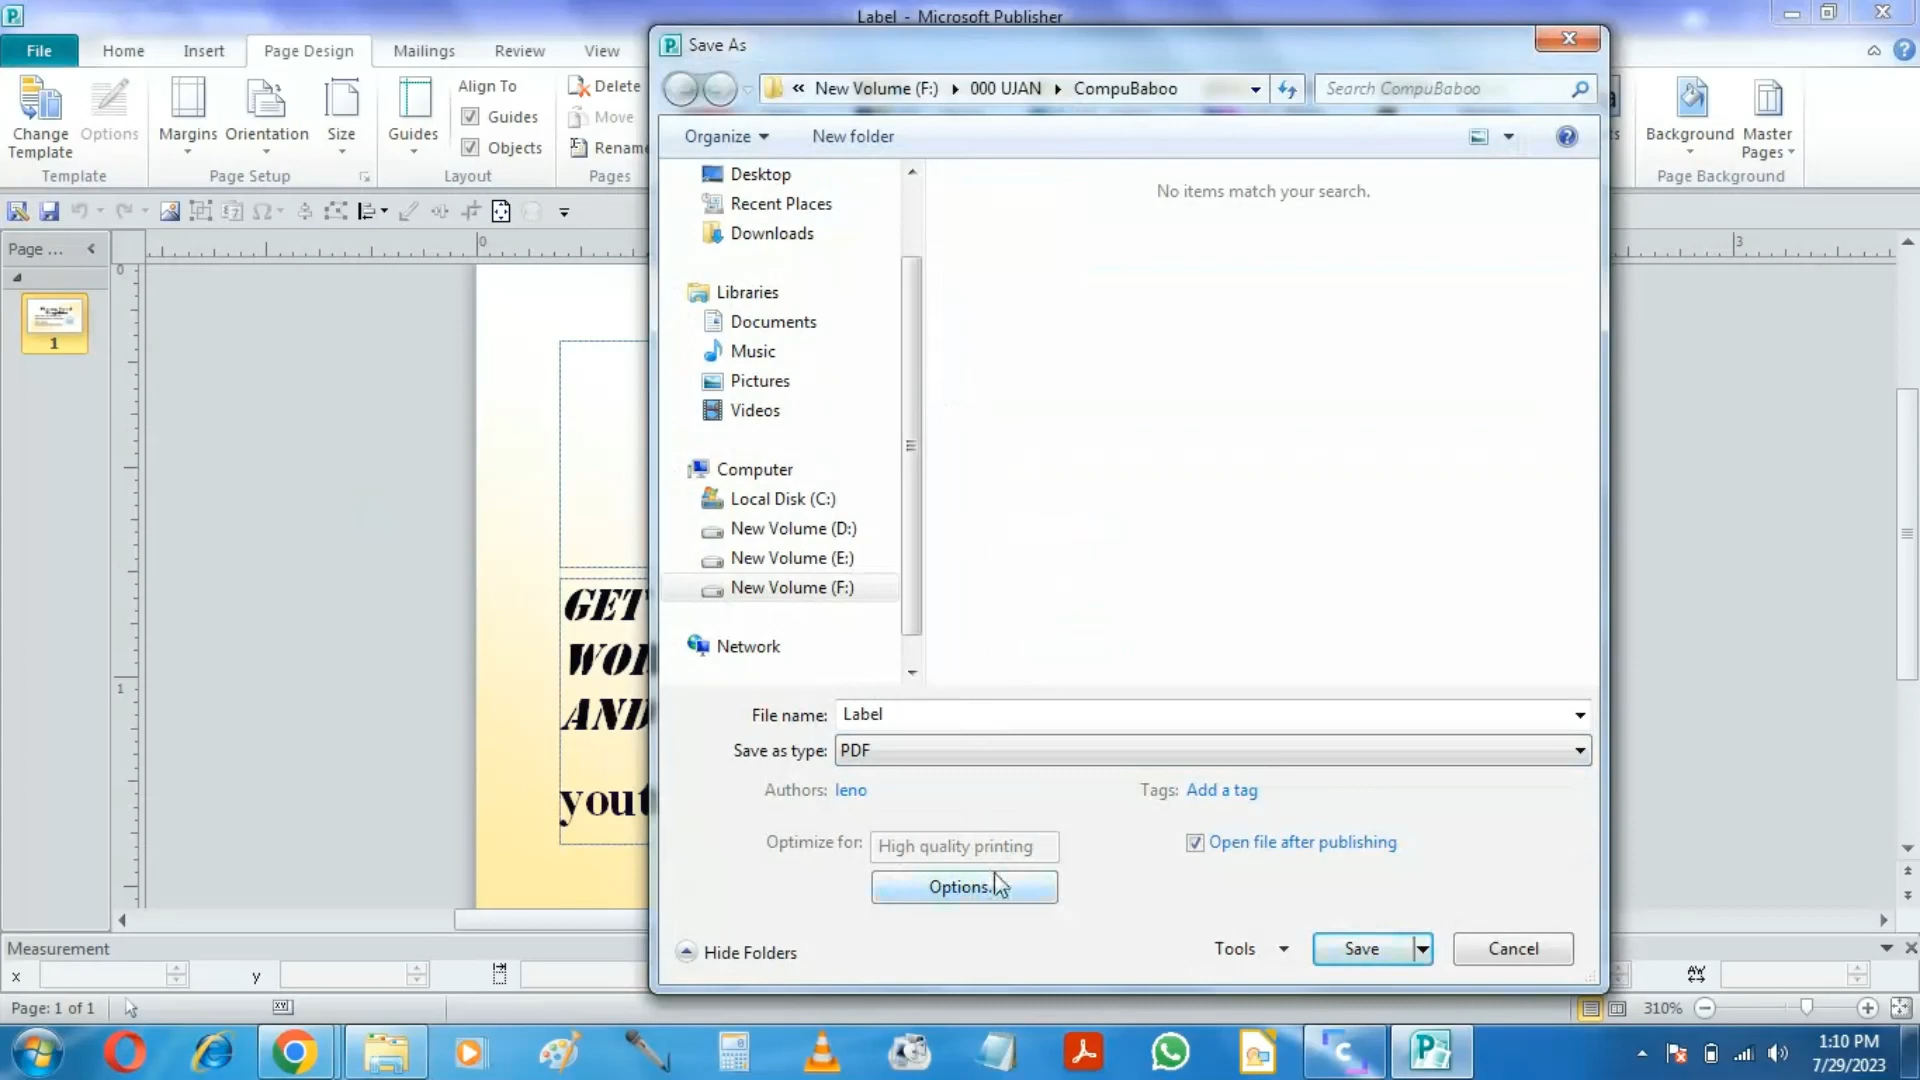 Label - Microsoft Publisher
File Home Insert Page Design Mailings Review View
Change Template
Options
Template
Margins
Orientation
Size
Page Setup
Guides
Align To
Guides
Objects
Layout
Delete
Move
Rename
Pages
Background
Master Pages
Page Background
Page ...
1
0
3
0
1
GET
AND
Save As
« New Volume (F:) 000 UJAN CompuBaboo
Search CompuBaboo
Organize New folder
Desktop
Recent Places
Downloads
Libraries
Documents
Music
Pictures
Videos
Computer
Local Disk (C:)
New Volume (D:)
New Volume (E:)
New Volume (F:)
Network
No items match your search.
File name: Label
Save as type: PDF
Authors: leno
Tags: Add a tag
Optimize for: High quality printing
Open file after publishing
Options...
Hide Folders
Tools Save Cancel
Measurement
x y
Page: 1 of 1
310%
1:10 PM
7/29/2023